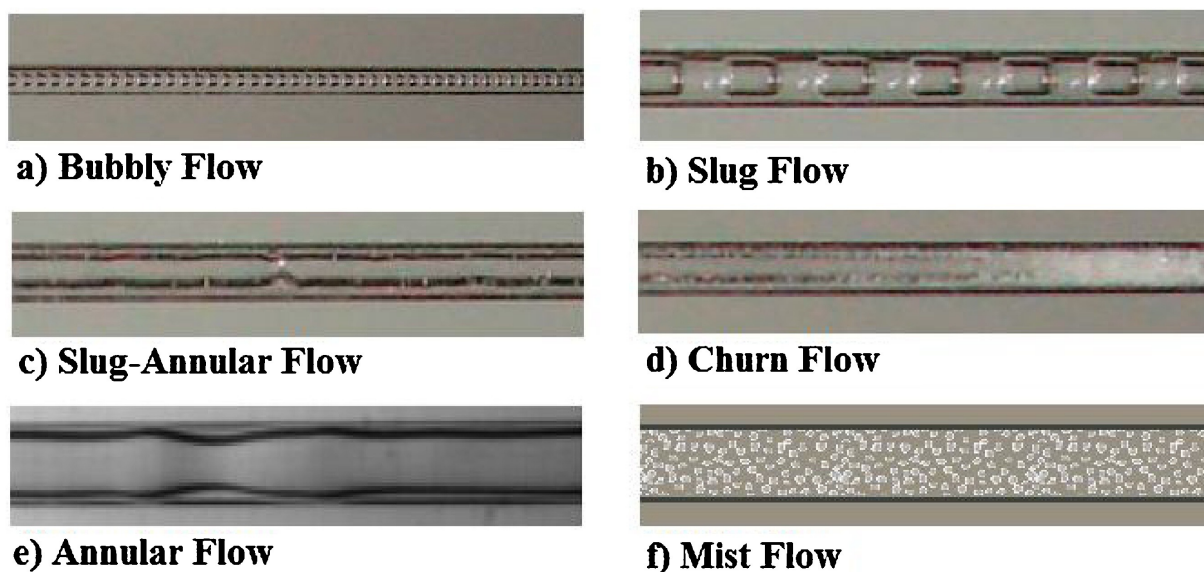 a) Bubbly Flow
b) Slug Flow
c) Slug-Annular Flow
d) Churn Flow
e) Annular Flow
f) Mist Flow